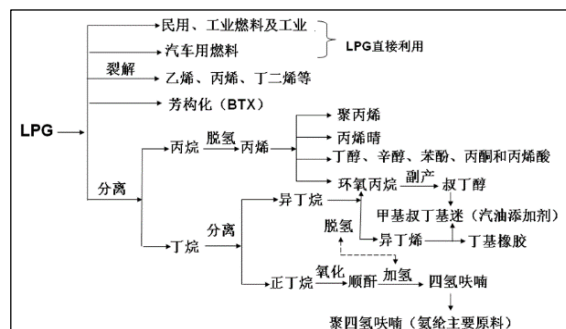 民用、工业燃料及工业
汽车用燃料
LPG直接利用
裂解
乙烯、丙烯、丁二烯等
芳构化（BTX）
LPG
分离
丙烷
脱氢
丙烯
聚丙烯
丙烯晴
丁醇、辛醇、苯酚、丙酮和丙烯酸
环氧丙烷
副产
叔丁醇
丁烷
分离
异丁烷
甲基叔丁基迷（汽油添加剂）
脱氢
异丁烯
丁基橡胶
正丁烷
氧化
顺酐
加氢
四氢呋喃
聚四氢呋喃（氨纶主要原料）